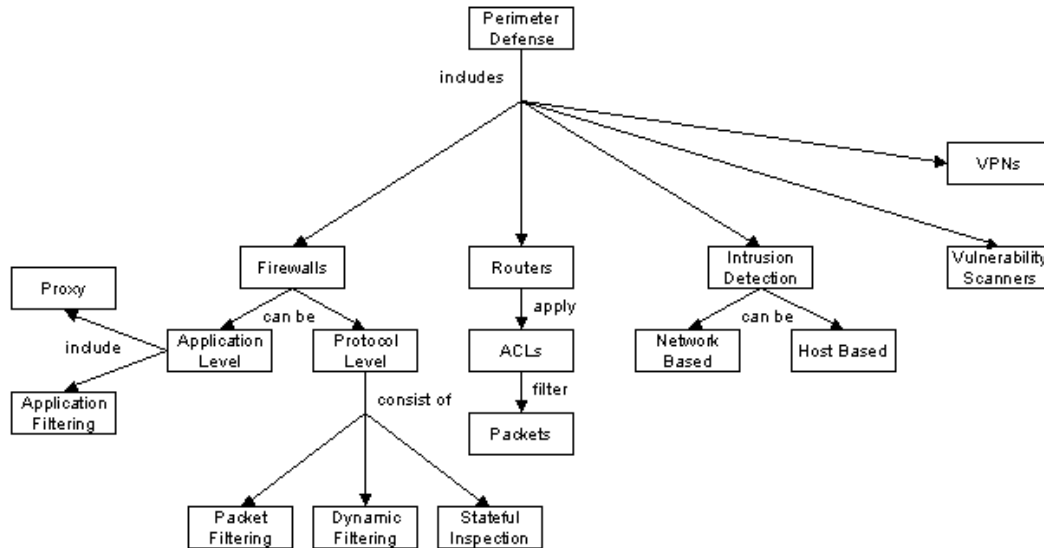 Perimeter
Defense
includes
VPNs
Firewalls
Routers
Intrusion
Detection
Vulnerability
Scanners
Proxy
can be
apply
can be
include
Application
Level
Protocol
Level
ACLs
Network
Based
Host Based
Application
Filtering
consist of
filter
Packets
Packet
Filtering
Dynamic
Filtering
Stateful
Inspection